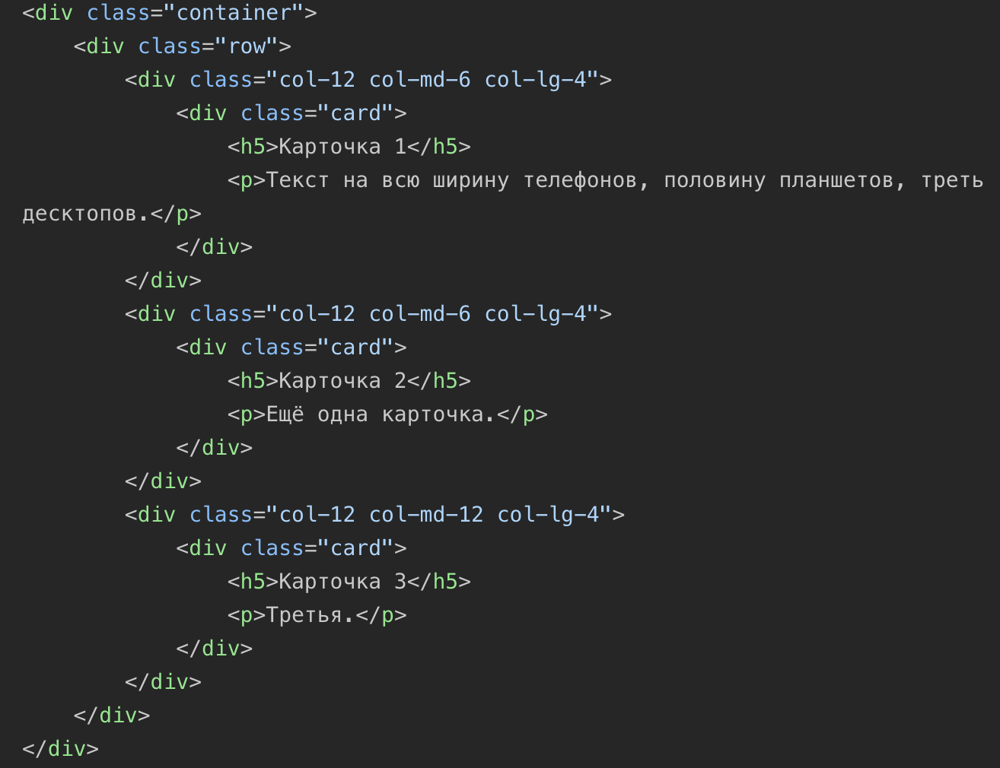 <div class="container">
    <div class="row">
        <div class="col-12 col-md-6 col-lg-4">
            <div class="card">
                <h5>Карточка 1</h5>
                <p>Текст на всю ширину телефонов, половину планшетов, треть
десктопов.</p>
            </div>
        </div>
        <div class="col-12 col-md-6 col-lg-4">
            <div class="card">
                <h5>Карточка 2</h5>
                <p>Ещё одна карточка.</p>
            </div>
        </div>
        <div class="col-12 col-md-12 col-lg-4">
            <div class="card">
                <h5>Карточка 3</h5>
                <p>Третья.</p>
            </div>
        </div>
    </div>
</div>